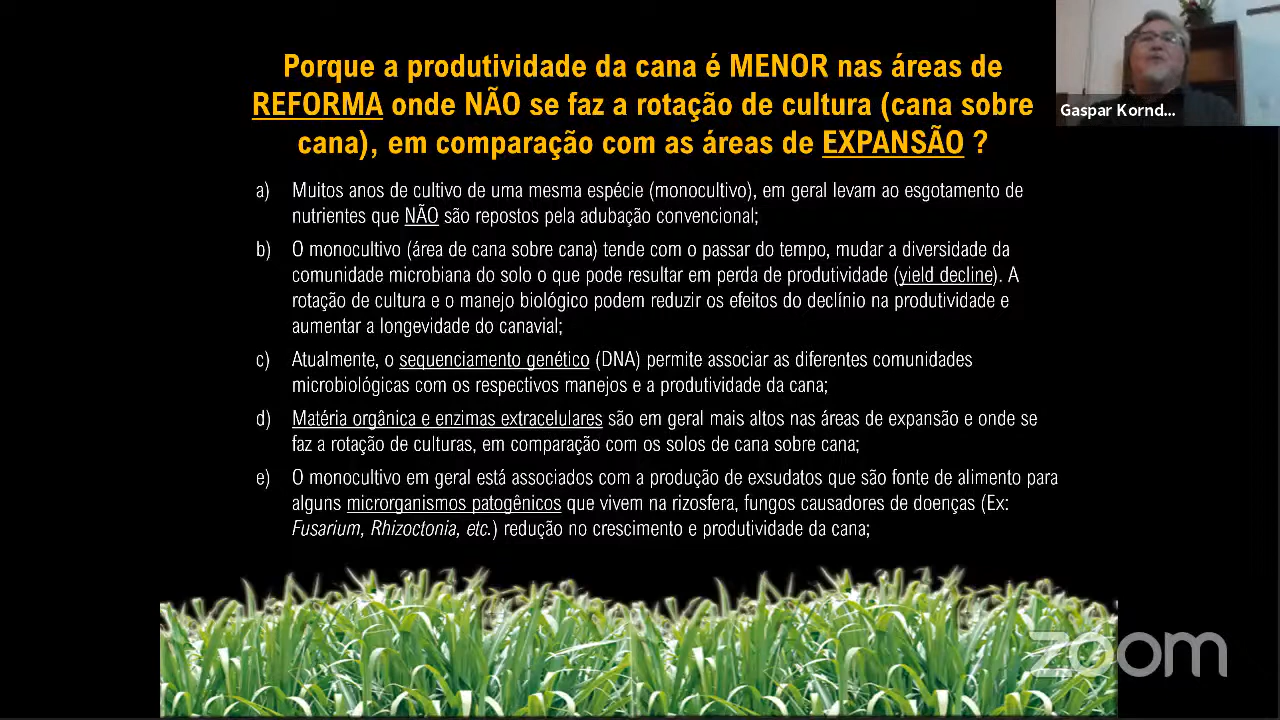 Porque a produtividade da cana é MENOR nas áreas de
REFORMA onde NÃO se faz a rotação de cultura (cana sobre
cana), em comparação com as áreas de EXPANSÃO ?
a) Muitos anos de cultivo de uma mesma espécie (monocultivo), em geral levam ao esgotamento de
nutrientes que NÃO são repostos pela adubação convencional;
b) O monocultivo (área de cana sobre cana) tende com o passar do tempo, mudar a diversidade da
comunidade microbiana do solo o que pode resultar em perda de produtividade (yield decline). A
rotação de cultura e o manejo biológico podem reduzir os efeitos do declínio na produtividade e
aumentar a longevidade do canavial;
c) Atualmente, o sequenciamento genético (DNA) permite associar as diferentes comunidades
microbiológicas com os respectivos manejos e a produtividade da cana;
d) Matéria orgânica e enzimas extracelulares são em geral mais altos nas áreas de expansão e onde se
faz a rotação de culturas, em comparação com os solos de cana sobre cana;
e) O monocultivo em geral está associados com a produção de exsudatos que são fonte de alimento para
alguns microrganismos patogênicos que vivem na rizosfera, fungos causadores de doenças (Ex:
Fusarium, Rhizoctonia, etc.) redução no crescimento e produtividade da cana;
Gaspar Kornd...
zoom